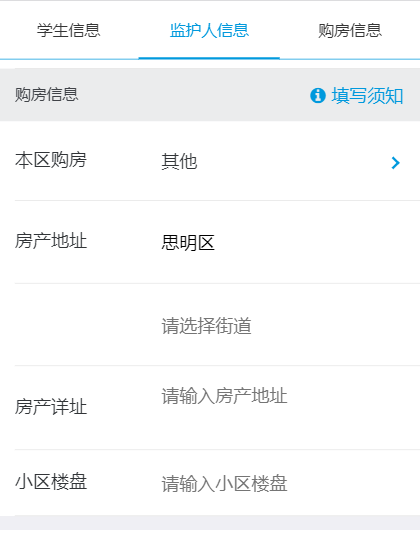 学生信息 监护人信息 购房信息
购房信息 填写须知
本区购房 其他
房产地址 思明区
请选择街道
房产详址 请输入房产地址
小区楼盘 请输入小区楼盘